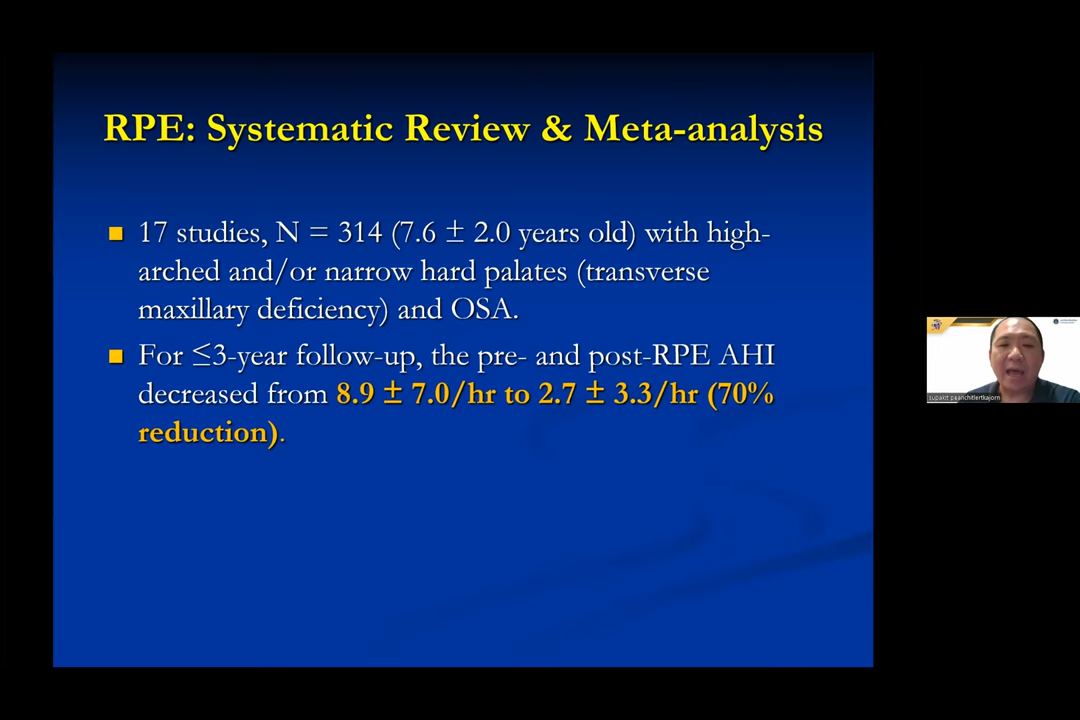 RPE: Systematic Review & Meta-analysis
17 studies, N = 314 (7.6 ± 2.0 years old) with high-
arched and/or narrow hard palates (transverse
maxillary deficiency) and OSA.
For ≤3-year follow-up, the pre- and post-RPE AHI
decreased from 8.9 ± 7.0/hr to 2.7 ± 3.3/hr (70%
reduction).
supakit peanchitlertkajorn